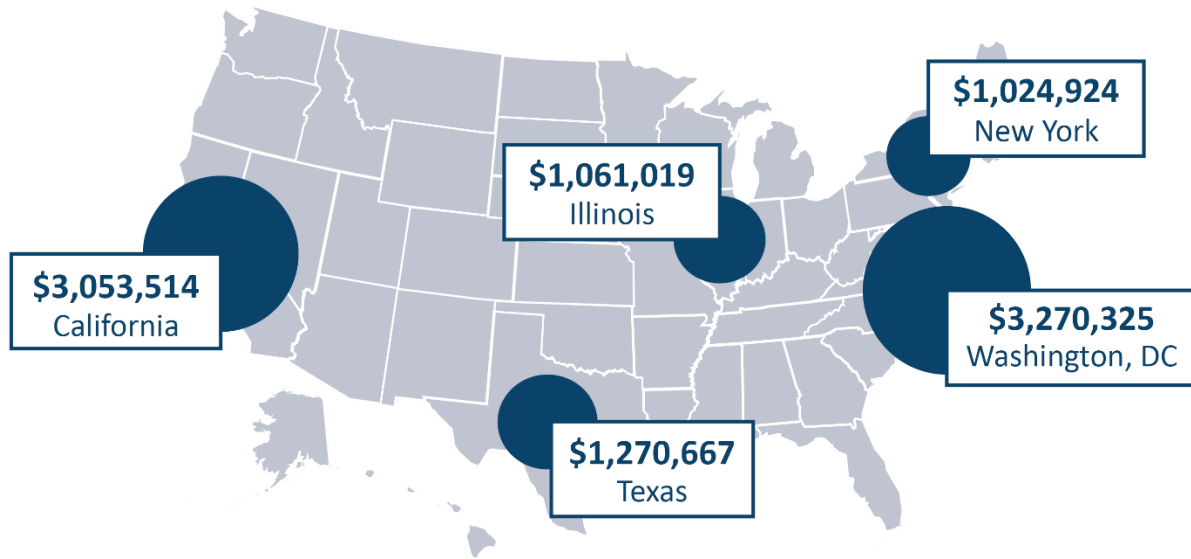 $1,024,924
New York
$1,061,019
Illinois
$3,053,514
California
$3,270,325
Washington, DC
$1,270,667
Texas